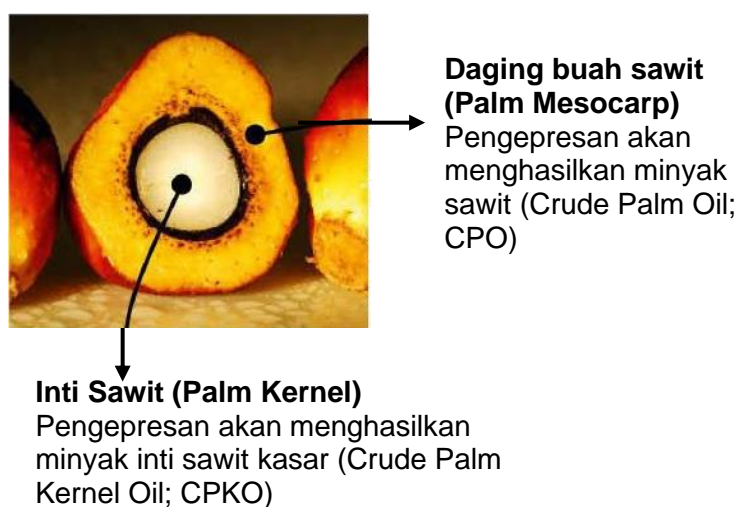 Daging buah sawit
(Palm Mesocarp)
Pengepresan akan
menghasilkan minyak
sawit (Crude Palm Oil;
CPO)
Inti Sawit (Palm Kernel)
Pengepresan akan menghasilkan
minyak inti sawit kasar (Crude Palm
Kernel Oil; CPKO)